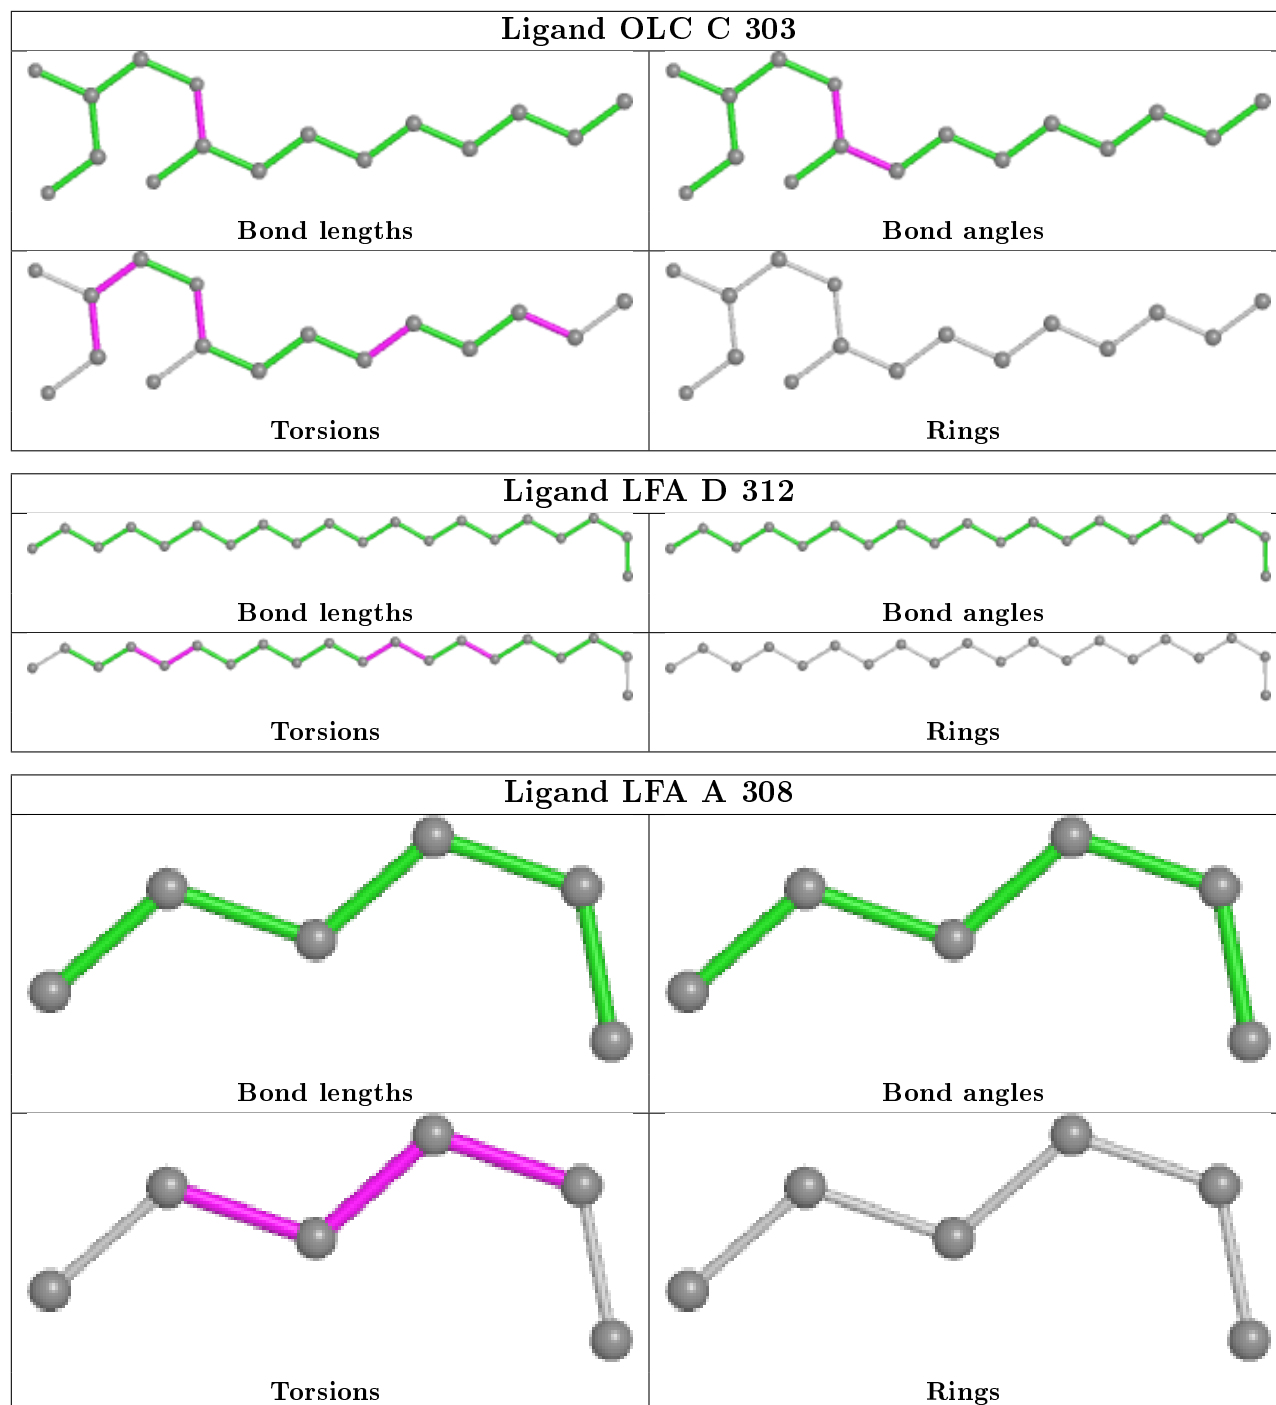 Ligand OLC C 303
Bond lengths
Bond angles
Torsions
Rings
Ligand LFA D 312
Bond lengths
Bond angles
Torsions
Rings
Ligand LFA A 308
Bond lengths
Bond angles
Torsions
Rings